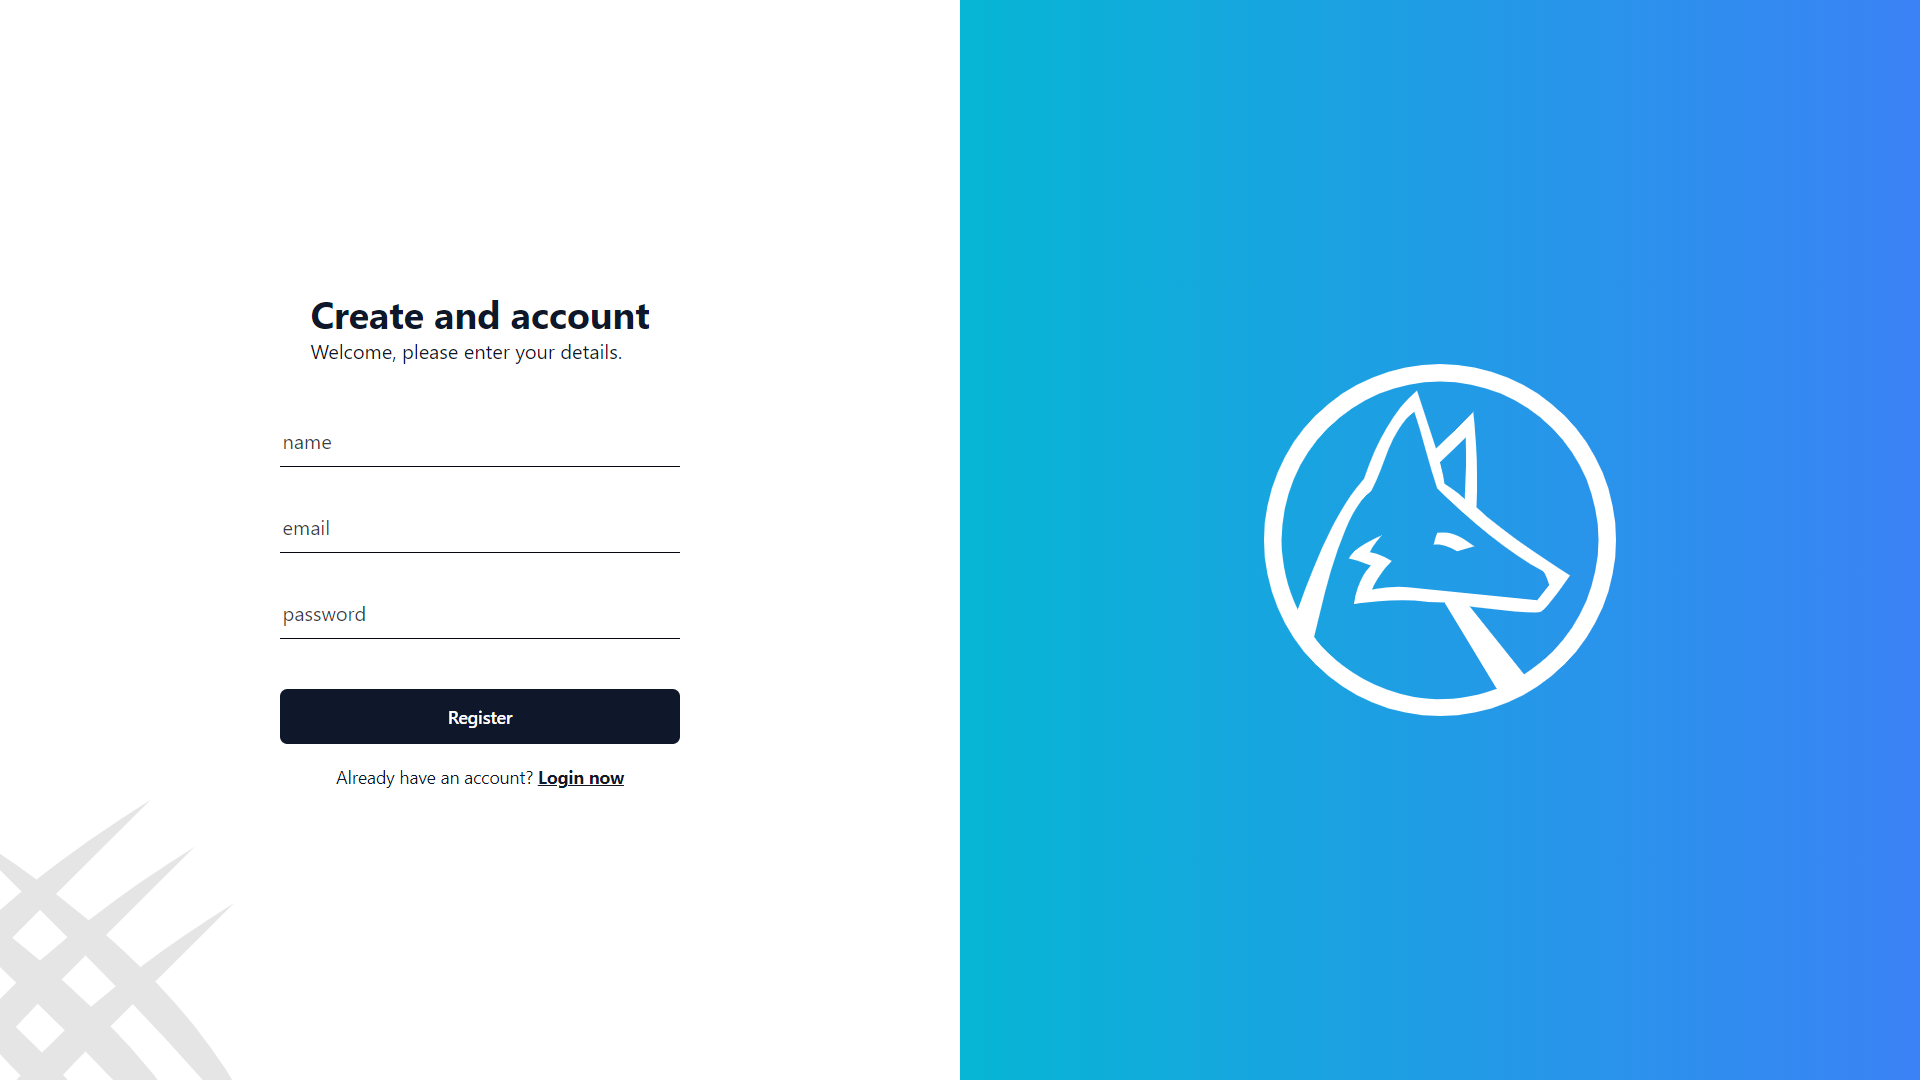 Create and account
Welcome, please enter your details.
name
email
password
Register
Already have an account? Login now